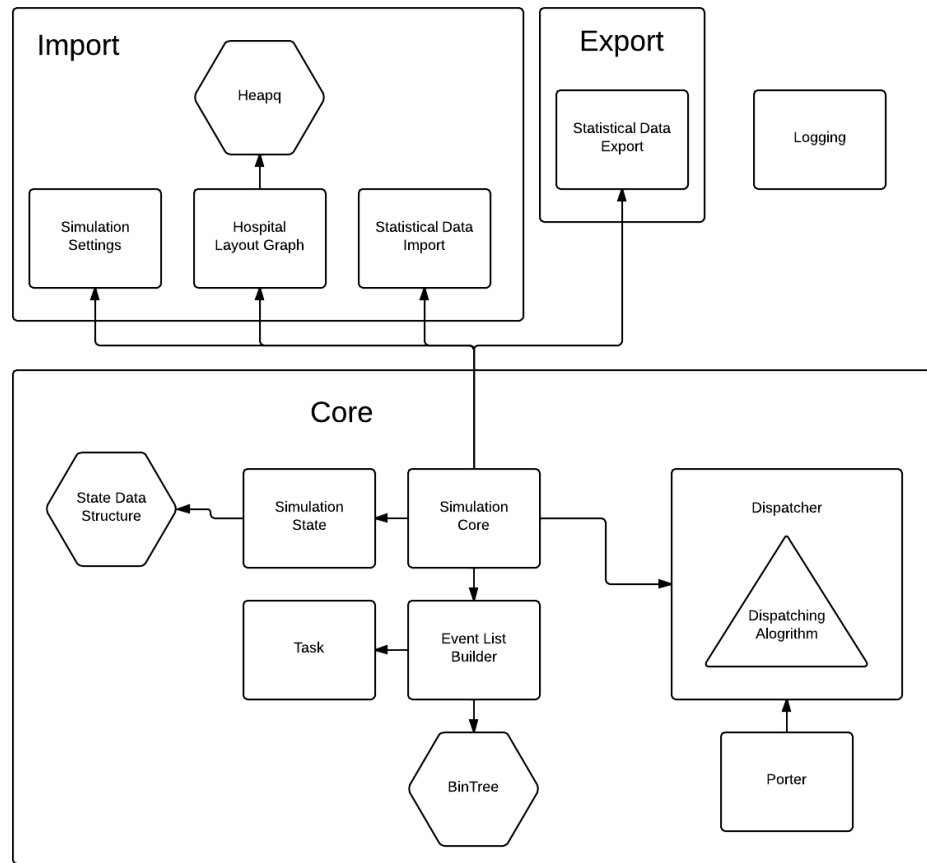 Import
Export
Heapq
Statistical Data
Export
Logging
Simulation
Settings
Hospital
Layout Graph
Statistical Data
Import
Core
State Data
Structure
Simulation
State
Simulation
Core
Dispatcher
Dispatching
Alogrithm
Task
Event List
Builder
BinTree
Porter